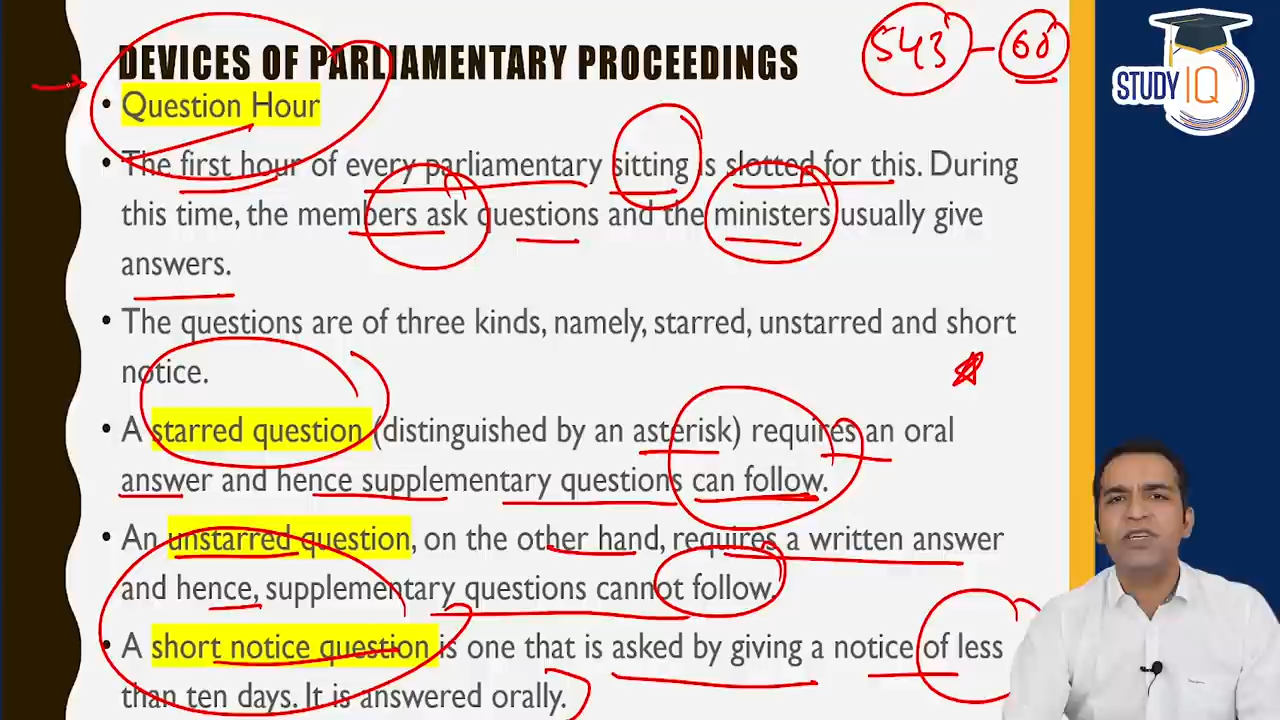 DEVICES OF PARLIAMENTARY PROCEEDINGS
543 - 60
STUDY IQ
• Question Hour
• The first hour of every parliamentary sitting is slotted for this. During
this time, the members ask questions and the ministers usually give
answers.
• The questions are of three kinds, namely, starred, unstarred and short
notice.
• A starred question (distinguished by an asterisk) requires an oral
answer and hence supplementary questions can follow.
• An unstarred question, on the other hand, requires a written answer
and hence, supplementary questions cannot follow.
• A short notice question is one that is asked by giving a notice of less
than ten days. It is answered orally.